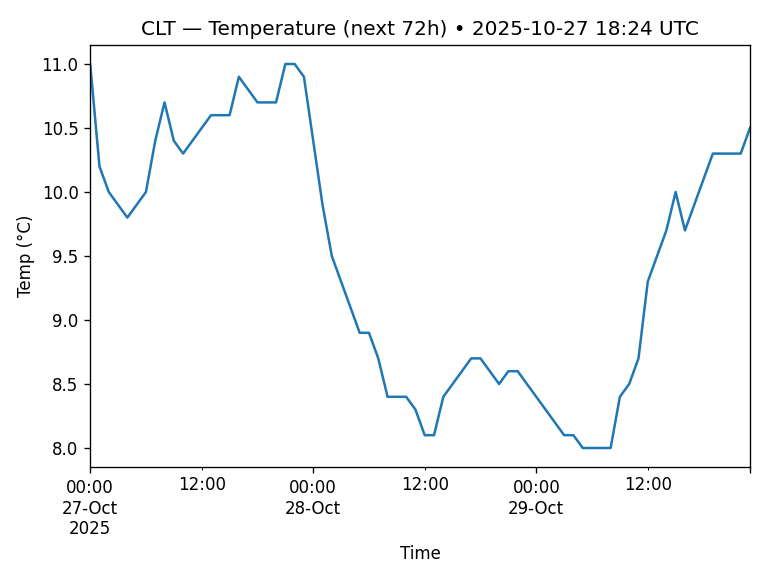 CLT — Temperature (next 72h) • 2025-10-27 18:24 UTC
11.0
10.5
10.0
9.5
9.0
8.5
8.0
Temp (°C)
00:00 12:00 00:00 12:00 00:00 12:00
27-Oct 28-Oct 29-Oct
2025
Time